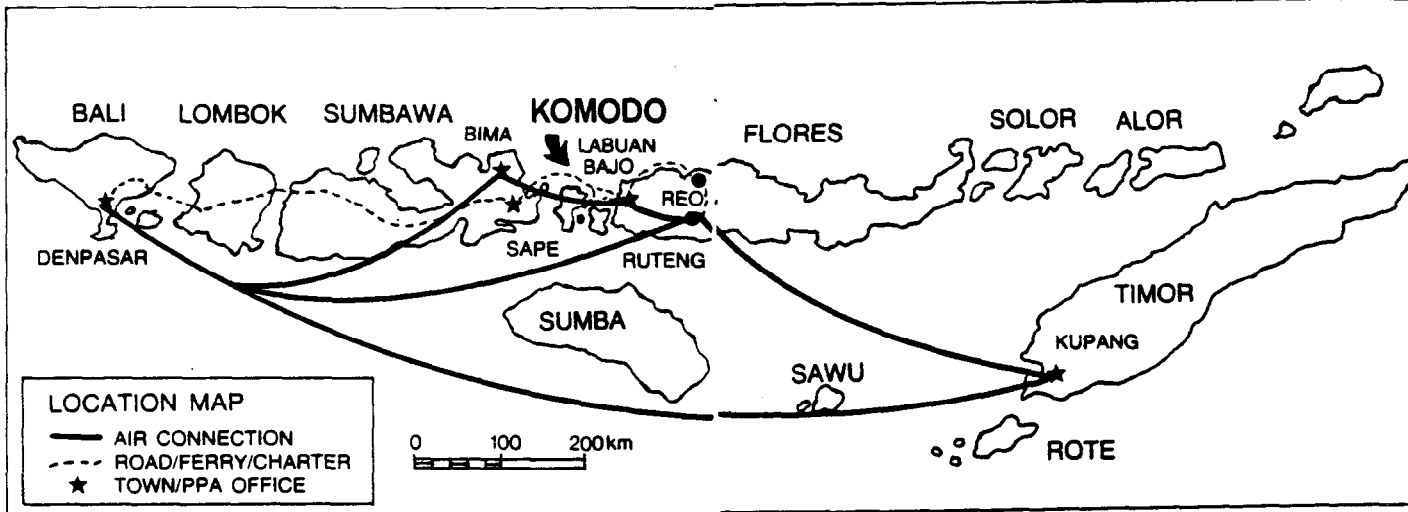 BALI
LOMBOK
SUMBAWA
BIMA
KOMODO
LABUAN
BAJO
FLORES
SOLOR
ALOR
REO
DENPASAR
SAPE
RUTENG
SUMBA
TIMOR
KUPANG
SAWU
ROTE
LOCATION MAP
AIR CONNECTION
ROAD/FERRY/CHARTER
TOWN/PPA OFFICE
0 100 200km